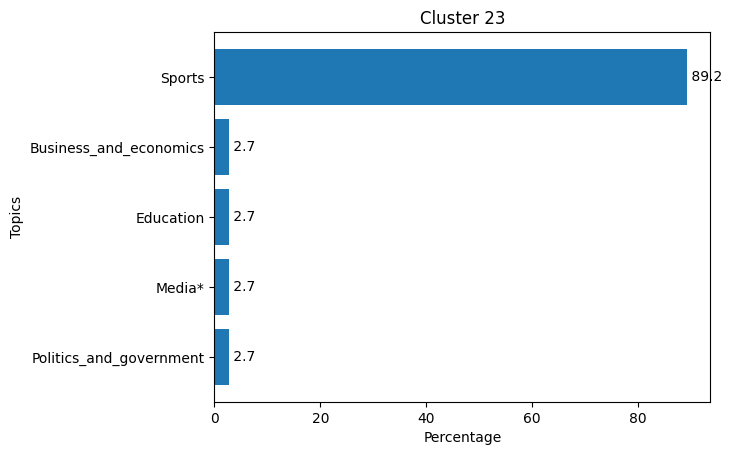 Cluster 23
Sports
89.2
Business_and_economics
2.7
Education
2.7
Media*
2.7
Politics_and_government
2.7
Topics
0 20 40 60 80
Percentage